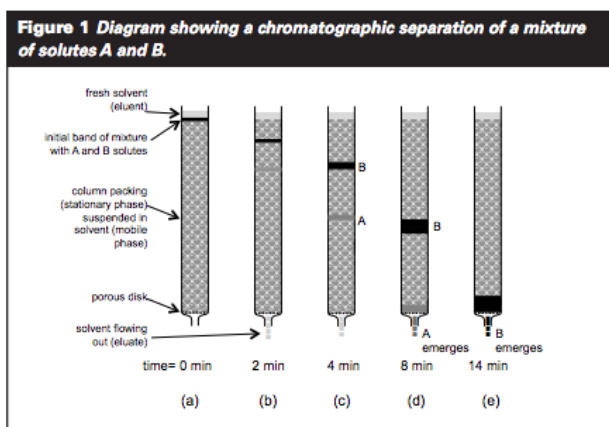 Figure 1 Diagram showing a chromatographic separation of a mixture
of solutes A and B.
fresh solvent
(eluent)
initial band of mixture
with A and B solutes
column packing
(stationary phase)
suspended in
solvent (mobile
phase)
porous disk
solvent flowing
out (eluate)
B
A
B
A
emerges
B
emerges
time= 0 min
2 min
4 min
8 min
14 min
(a)
(b)
(c)
(d)
(e)